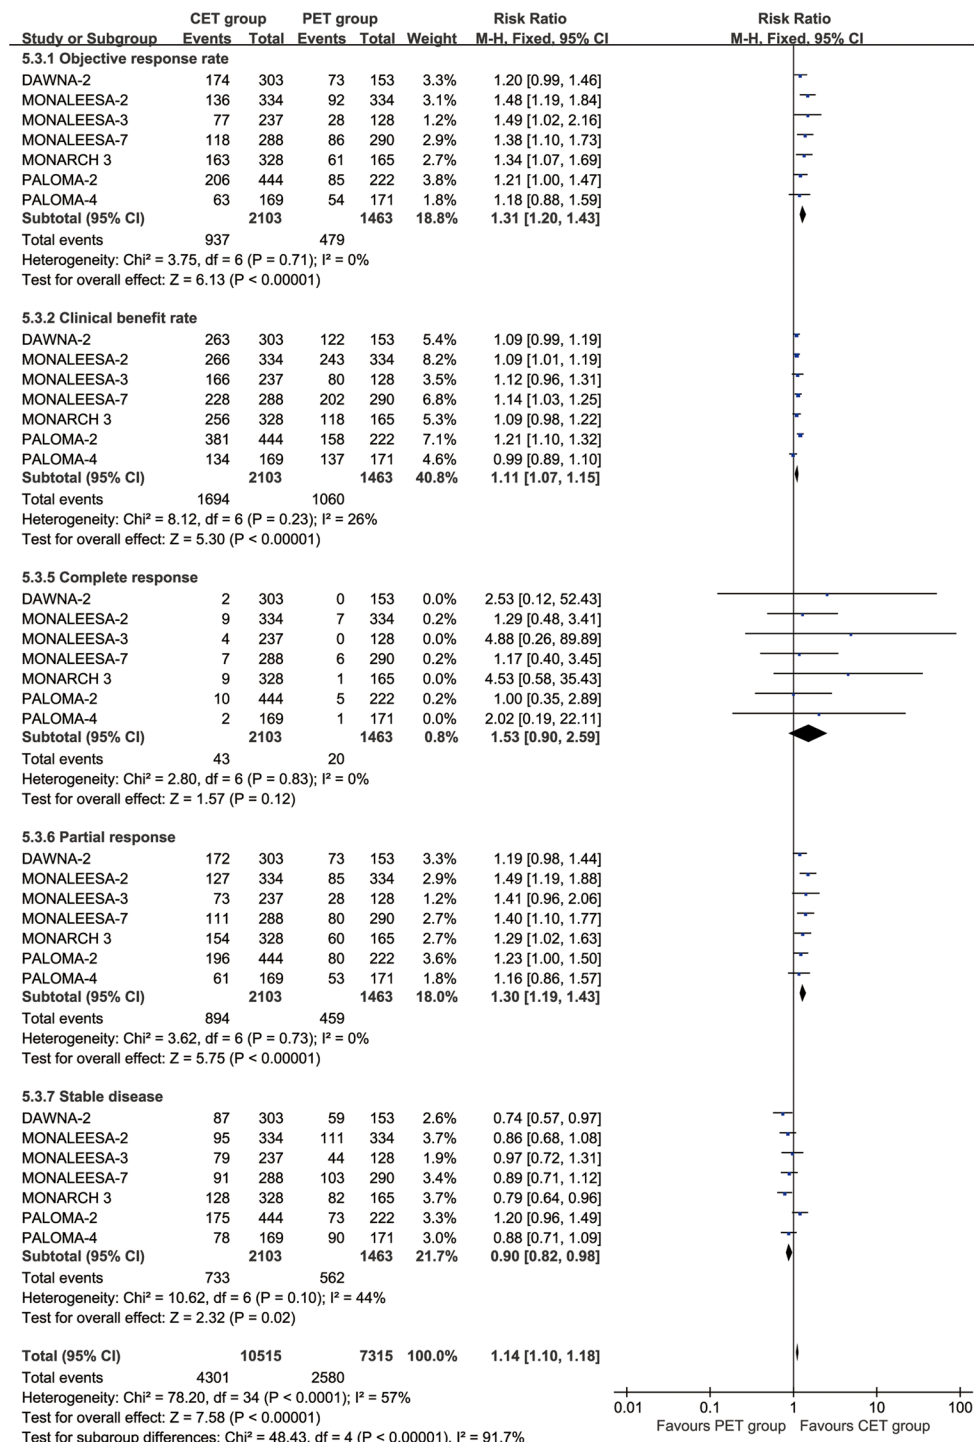 CET group PET group Risk Ratio Risk Ratio
Study or Subgroup Events Total Events Total Weight M-H, Fixed, 95% CI M-H, Fixed, 95% CI
5.3.1 Objective response rate
DAWNA-2 174 303 73 153 3.3% 1.20 [0.99, 1.46]
MONALEESA-2 136 334 92 334 3.1% 1.48 [1.19, 1.84]
MONALEESA-3 77 237 28 128 1.2% 1.49 [1.02, 2.16]
MONALEESA-7 118 288 86 290 2.9% 1.38 [1.10, 1.73]
MONARCH 3 163 328 61 165 2.7% 1.34 [1.07, 1.69]
PALOMA-2 206 444 85 222 3.8% 1.21 [1.00, 1.47]
PALOMA-4 63 169 54 171 1.8% 1.18 [0.88, 1.59]
Subtotal (95% CI) 2103 1463 18.8% 1.31 [1.20, 1.43]
Total events 937 479
Heterogeneity: Chi² = 3.75, df = 6 (P = 0.71); I² = 0%
Test for overall effect: Z = 6.13 (P < 0.00001)
5.3.2 Clinical benefit rate
DAWNA-2 263 303 122 153 5.4% 1.09 [0.99, 1.19]
MONALEESA-2 266 334 243 334 8.2% 1.09 [1.01, 1.19]
MONALEESA-3 166 237 80 128 3.5% 1.12 [0.96, 1.31]
MONALEESA-7 228 288 202 290 6.8% 1.14 [1.03, 1.25]
MONARCH 3 256 328 118 165 5.3% 1.09 [0.98, 1.22]
PALOMA-2 381 444 158 222 7.1% 1.21 [1.10, 1.32]
PALOMA-4 134 169 137 171 4.6% 0.99 [0.89, 1.10]
Subtotal (95% CI) 2103 1463 40.8% 1.11 [1.07, 1.15]
Total events 1694 1060
Heterogeneity: Chi² = 8.12, df = 6 (P = 0.23); I² = 26%
Test for overall effect: Z = 5.30 (P < 0.00001)
5.3.5 Complete response
DAWNA-2 2 303 0 153 0.0% 2.53 [0.12, 52.43]
MONALEESA-2 9 334 7 334 0.2% 1.29 [0.48, 3.41]
MONALEESA-3 4 237 0 128 0.0% 4.88 [0.26, 89.89]
MONALEESA-7 7 288 6 290 0.2% 1.17 [0.40, 3.45]
MONARCH 3 9 328 1 165 0.0% 4.53 [0.58, 35.43]
PALOMA-2 10 444 5 222 0.2% 1.00 [0.35, 2.89]
PALOMA-4 2 169 1 171 0.0% 2.02 [0.19, 22.11]
Subtotal (95% CI) 2103 1463 0.8% 1.53 [0.90, 2.59]
Total events 43 20
Heterogeneity: Chi² = 2.80, df = 6 (P = 0.83); I² = 0%
Test for overall effect: Z = 1.57 (P = 0.12)
5.3.6 Partial response
DAWNA-2 172 303 73 153 3.3% 1.19 [0.98, 1.44]
MONALEESA-2 127 334 85 334 2.9% 1.49 [1.19, 1.88]
MONALEESA-3 73 237 28 128 1.2% 1.41 [0.96, 2.06]
MONALEESA-7 111 288 80 290 2.7% 1.40 [1.10, 1.77]
MONARCH 3 154 328 60 165 2.7% 1.29 [1.02, 1.63]
PALOMA-2 196 444 80 222 3.6% 1.23 [1.00, 1.50]
PALOMA-4 61 169 53 171 1.8% 1.16 [0.86, 1.57]
Subtotal (95% CI) 2103 1463 18.0% 1.30 [1.19, 1.43]
Total events 894 459
Heterogeneity: Chi² = 3.62, df = 6 (P = 0.73); I² = 0%
Test for overall effect: Z = 5.75 (P < 0.00001)
5.3.7 Stable disease
DAWNA-2 87 303 59 153 2.6% 0.74 [0.57, 0.97]
MONALEESA-2 95 334 111 334 3.7% 0.86 [0.68, 1.08]
MONALEESA-3 79 237 44 128 1.9% 0.97 [0.72, 1.31]
MONALEESA-7 91 288 103 290 3.4% 0.89 [0.71, 1.12]
MONARCH 3 128 328 82 165 3.7% 0.79 [0.64, 0.96]
PALOMA-2 175 444 73 222 3.3% 1.20 [0.96, 1.49]
PALOMA-4 78 169 90 171 3.0% 0.88 [0.71, 1.09]
Subtotal (95% CI) 2103 1463 21.7% 0.90 [0.82, 0.98]
Total events 733 562
Heterogeneity: Chi² = 10.62, df = 6 (P = 0.10); I² = 44%
Test for overall effect: Z = 2.32 (P = 0.02)
Total (95% CI) 10515 7315 100.0% 1.14 [1.10, 1.18]
Total events 4301 2580
Heterogeneity: Chi² = 78.20, df = 34 (P < 0.0001); I² = 57%
Test for overall effect: Z = 7.58 (P < 0.00001)
Test for subgroup differences: Chi² = 48.43, df = 4 (P < 0.00001), I² = 91.7%
0.01 0.1 1 10 100
Favours PET group Favours CET group